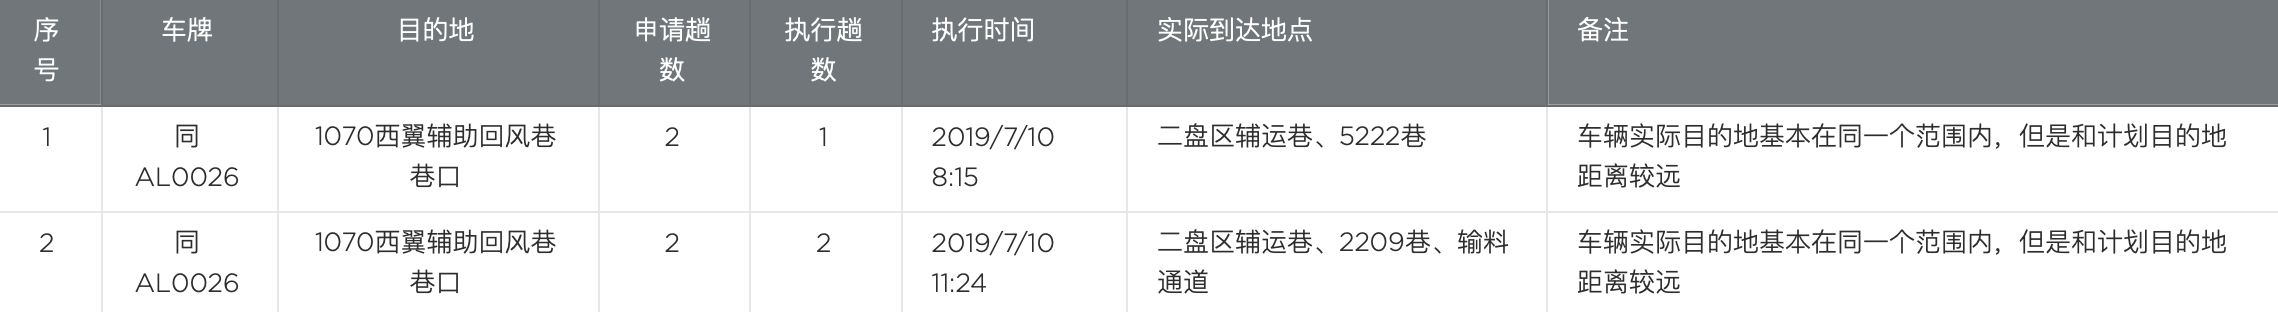 序号 车牌 目的地 申请趟数 执行趟数 执行时间 实际到达地点 备注
1 同AL0026 1070西翼辅助回风巷巷口 2 1 2019/7/10 8:15 二盘区辅运巷、5222巷 车辆实际目的地基本在同一个范围内，但是和计划目的地距离较远
2 同AL0026 1070西翼辅助回风巷巷口 2 2 2019/7/10 11:24 二盘区辅运巷、2209巷、输料通道 车辆实际目的地基本在同一个范围内，但是和计划目的地距离较远